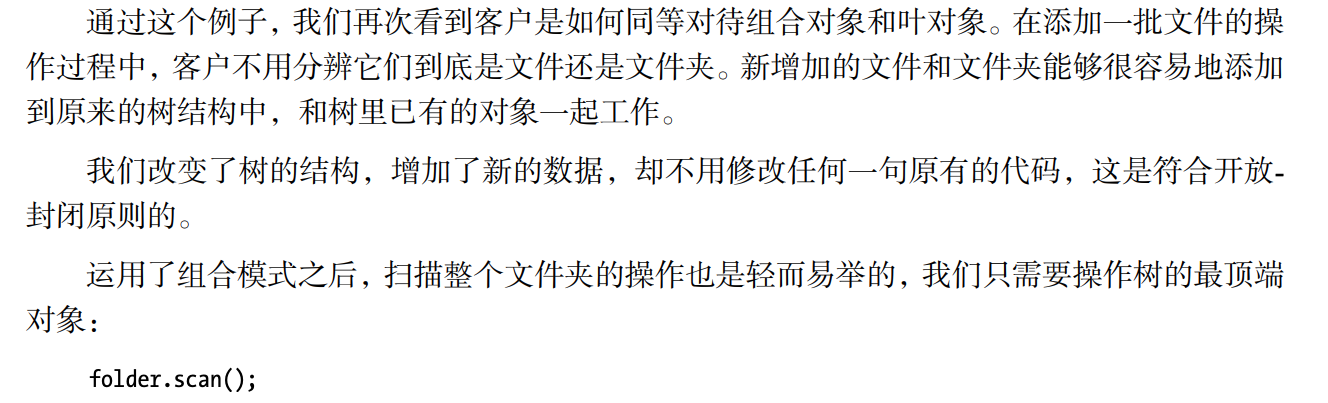 通过这个例子，我们再次看到客户是如何同等对待组合对象和叶对象。在添加一批文件的操
作过程中，客户不用分辨它们到底是文件还是文件夹。新增加的文件和文件夹能够很容易地添加
到原来的树结构中，和树里已有的对象一起工作。
我们改变了树的结构，增加了新的数据，却不用修改任何一句原有的代码，这是符合开放-
封闭原则的。
运用了组合模式之后，扫描整个文件夹的操作也是轻而易举的，我们只需要操作树的最顶端
对象：
folder.scan();